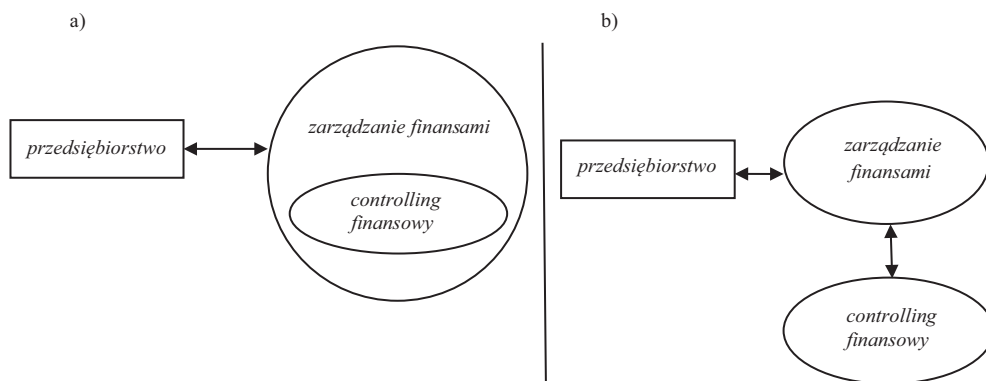 a)
przedsiębiorstwo
zarządzanie finansami
controlling
finansowy
b)
przedsiębiorstwo
zarządzanie
finansami
controlling
finansowy